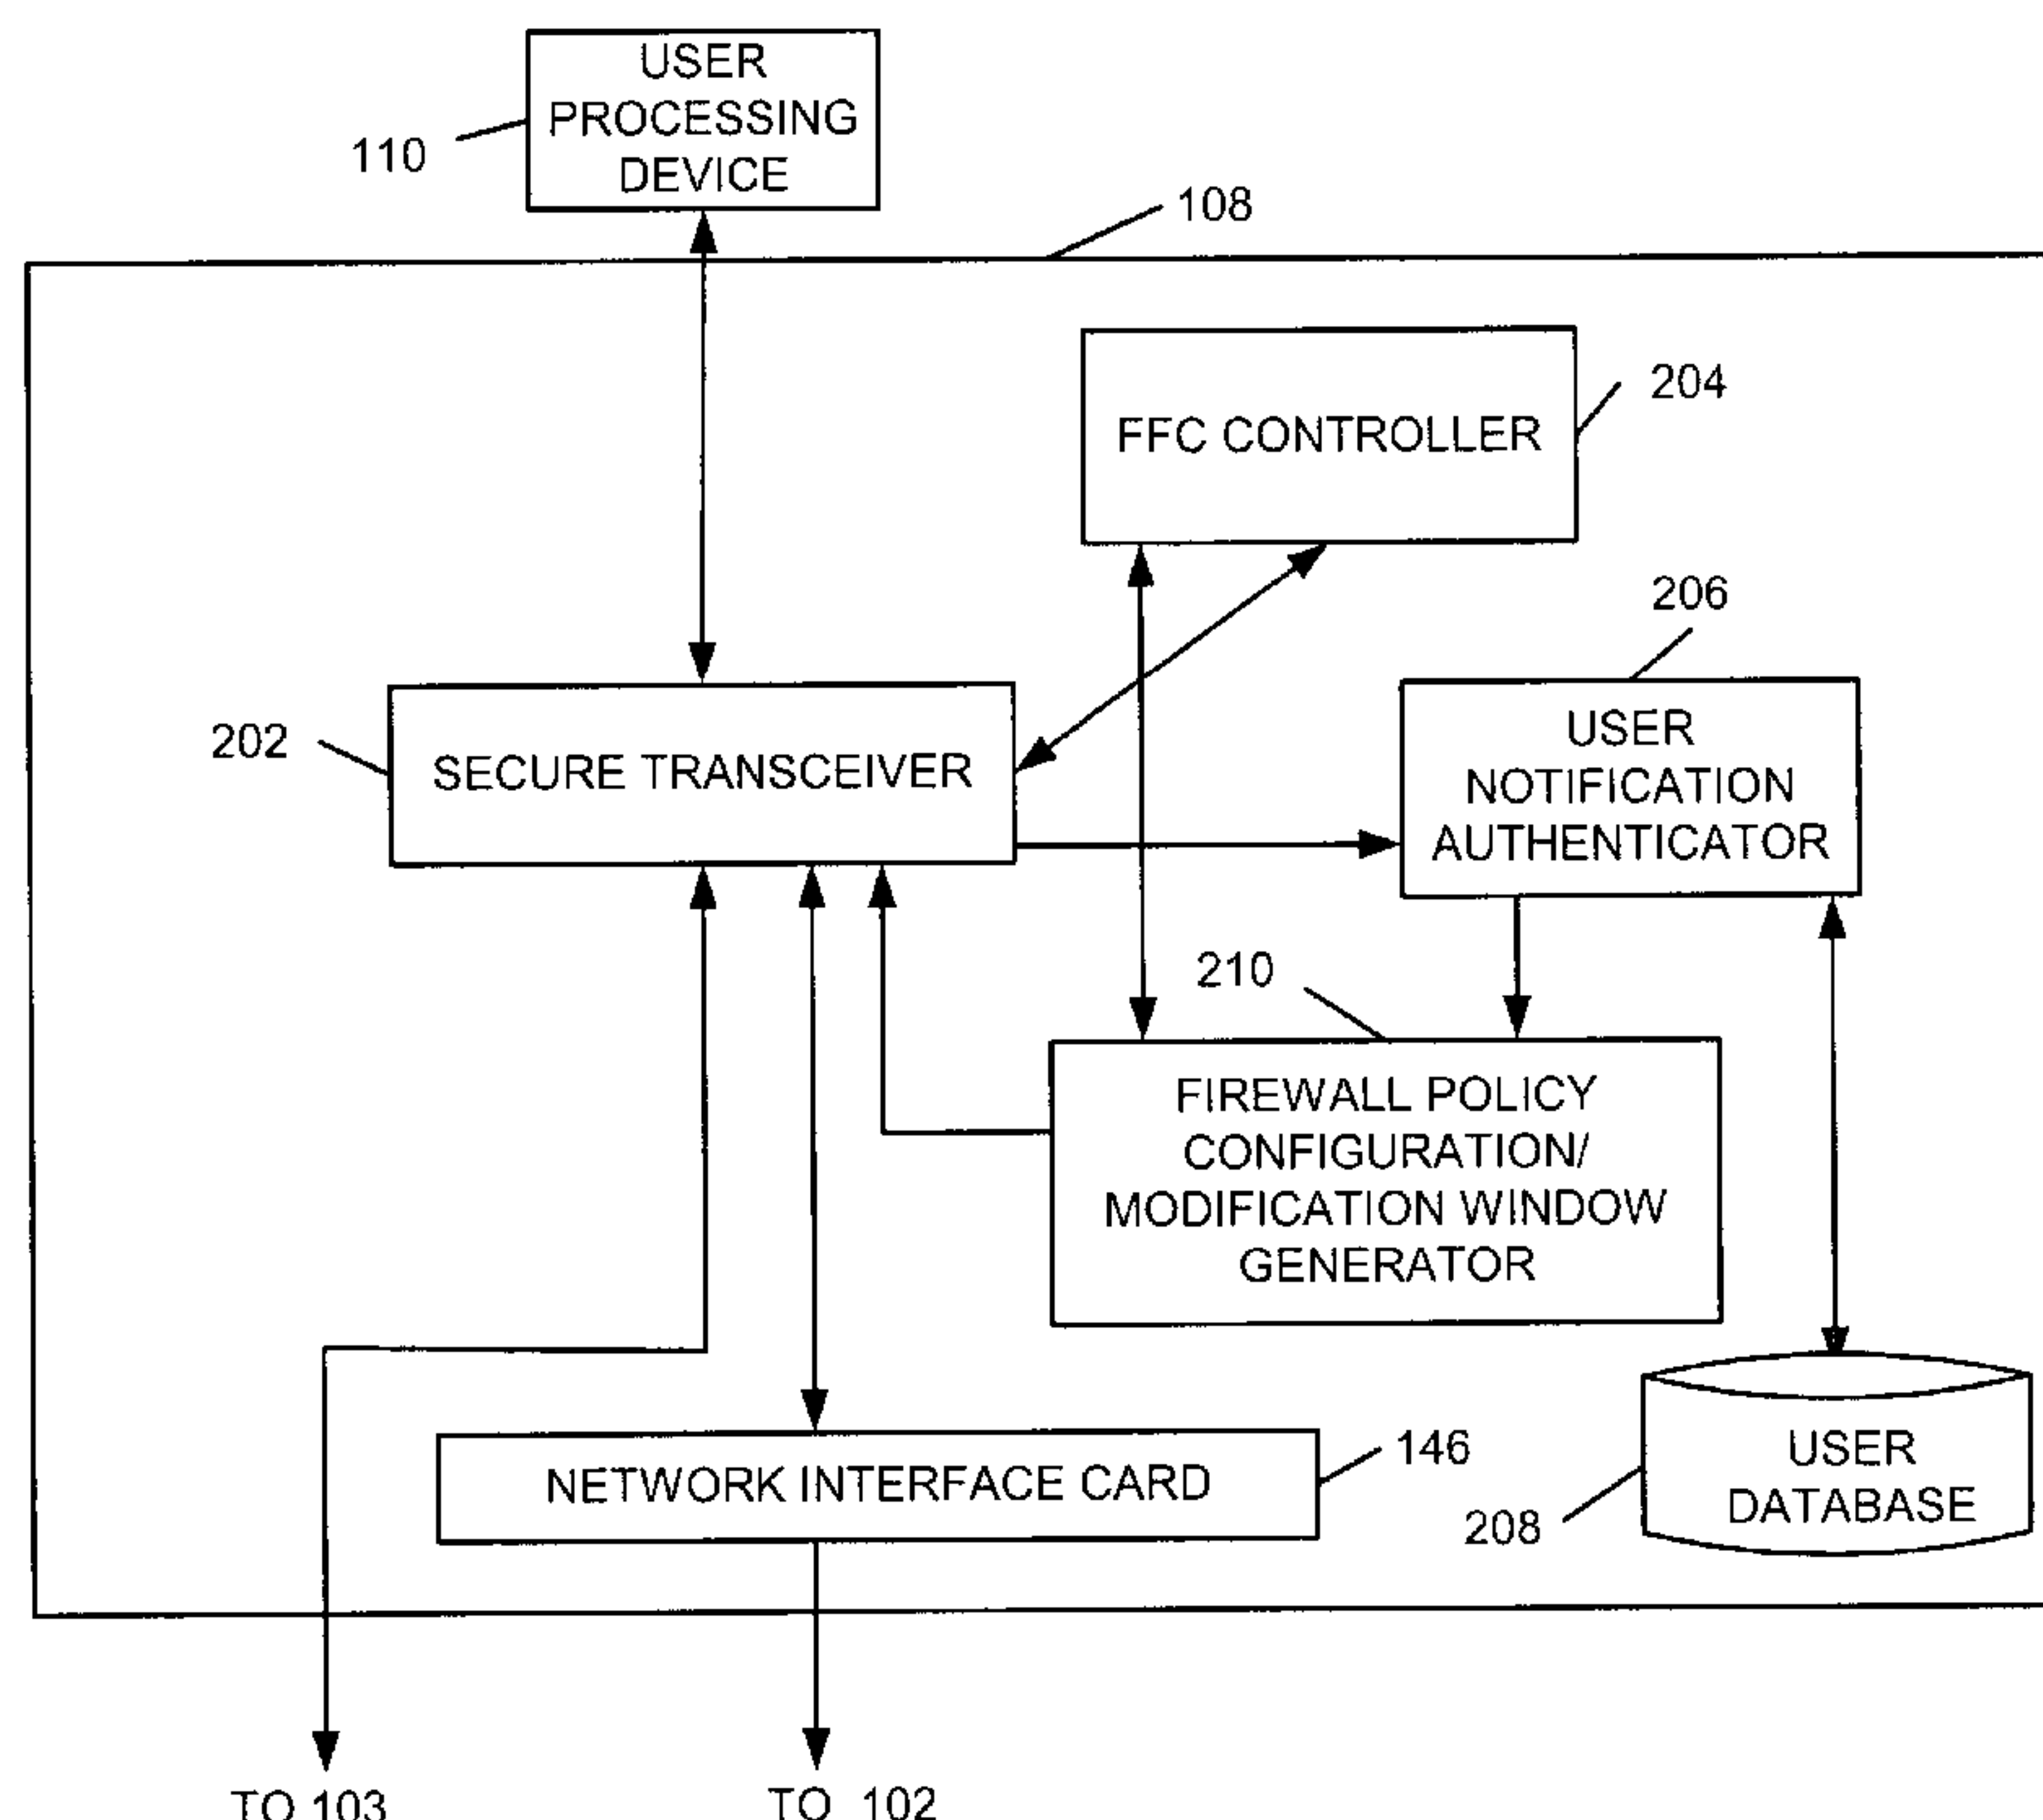 USER
PROCESSING
DEVICE
110
108
FFC CONTROLLER
204
206
202
SECURE TRANSCEIVER
USER
NOTIFICATION
AUTHENTICATOR
210
FIREWALL POLICY
CONFIGURATION/
MODIFICATION WINDOW
GENERATOR
NETWORK INTERFACE CARD
146
208
USER
DATABASE
TO 103
TO 102